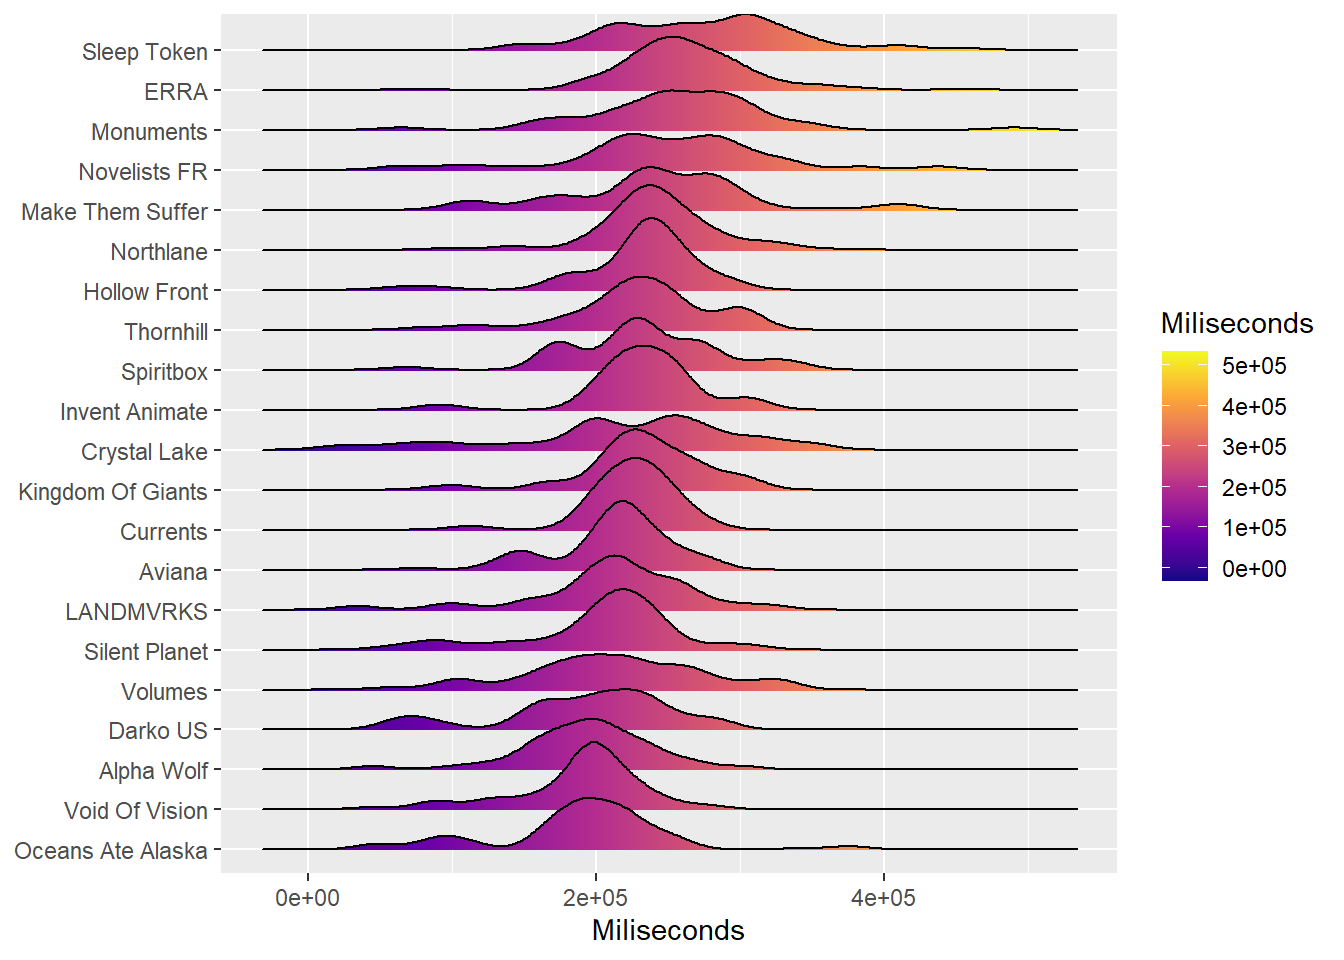 Sleep Token
ERRA
Monuments
Novelists FR
Make Them Suffer
Northlane
Hollow Front
Thornhill
Spiritbox
Invent Animate
Crystal Lake
Kingdom Of Giants
Currents
Aviana
LANDMVRKS
Silent Planet
Volumes
Darko US
Alpha Wolf
Void Of Vision
Oceans Ate Alaska
0e+00 2e+05 4e+05
Miliseconds
Miliseconds
5e+05
4e+05
3e+05
2e+05
1e+05
0e+00